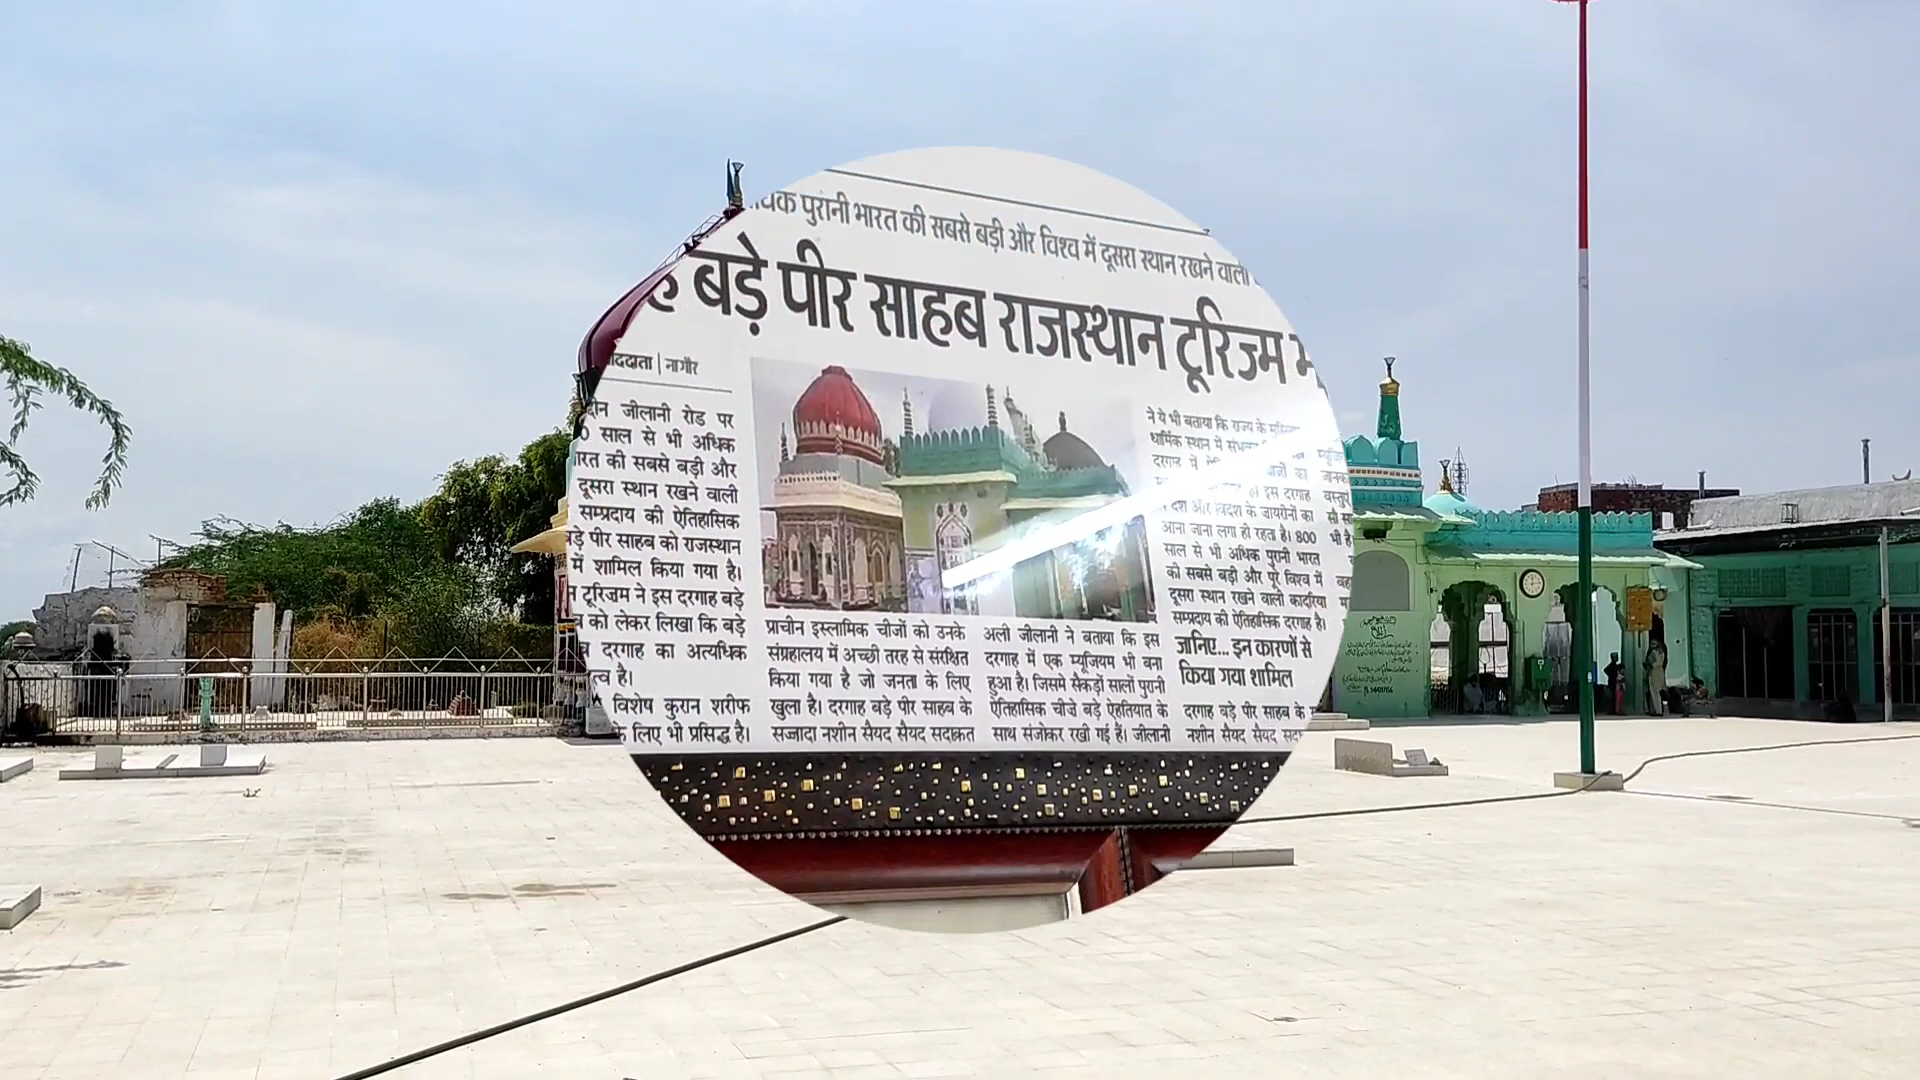 पुरानी भारत की सबसे बड़ी और विश्व में दूसरा स्थान रखने वाली
बड़े पीर साहब राजस्थान टूरिज्म
नागौर
जीलानी रोड पर
साल से भी अधिक
की सबसे बड़ी और
दूसरा स्थान रखने वाली
सम्प्रदाय की ऐतिहासिक
पीर साहब को राजस्थान
में शामिल किया गया है।
टूरिजम ने इस दरगाह बड़े
को लेकर लिखा कि बड़े
दरगाह का अत्यधिक
है।
विशेष कुरान शरीफ
लिए भी प्रसिद्ध है।
प्राचीन इस्लामिक चीजों को उनके
संग्रहालय में अच्छी तरह से संरक्षित
किया गया है जो जनता के लिए
खुला है। दरगाह बड़े पीर साहब के
सज्जादा नशीन सैयद सैयद सदाक़त
अली जीलानी ने बताया कि इस
दरगाह में एक म्यूजियम भी बना
हुआ है। जिसमे सैकड़ों सालों पुरानी
ऐतिहासिक चीजे बड़े ऐहतियात के
साथ संजोकर रखी गई हैं। जीलानी
ने ये भी बताया कि राज्य के
धार्मिक स्थान में
दरगाह में
का
इस दरगाह
के जायरीनों का
आना जाना लगा ही रहता है। 800
साल से भी अधिक पुरानी भारत
की सबसे बड़ी और पूरे विश्व में
दूसरा स्थान रखने वाली कादरिया
सम्प्रदाय की ऐतिहासिक दरगाह है।
जानिए... इन कारणों से
किया गया शामिल
दरगाह बड़े पीर साहब के
नशीन सैयद सैयद